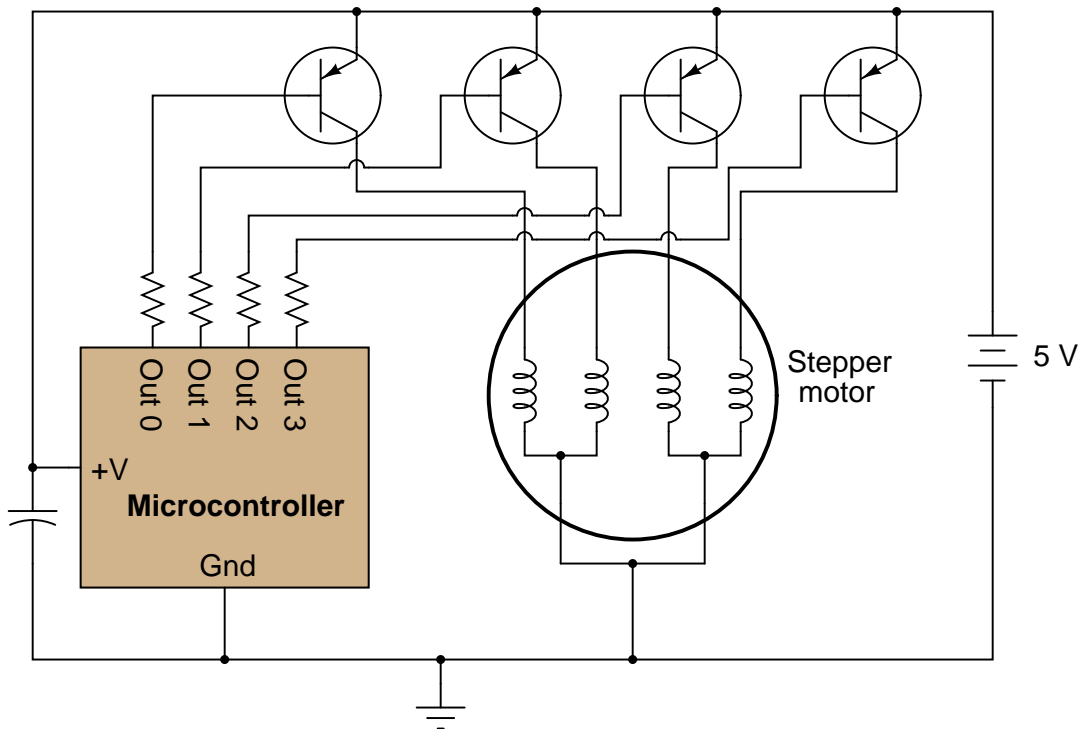 Out 0
Out 1
Out 2
Out 3
Stepper
motor
5 V
+V
Microcontroller
Gnd